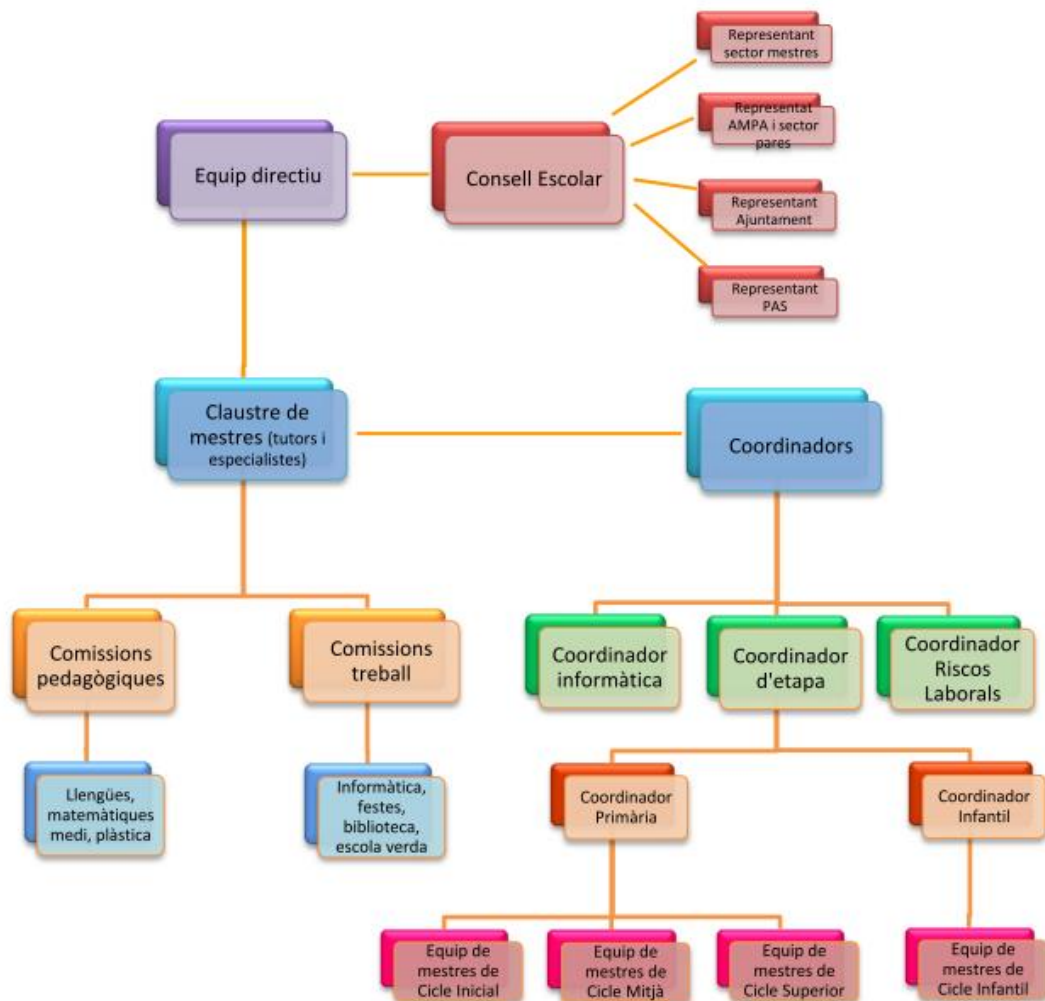 Representant
sector mestres
Representat
AMPA i sector
pares
Equip directiu
Consell Escolar
Representant
Ajuntament
Representant
PAS
Claustre de
mestres (tutors i
especialistes)
Coordinadors
Comissions
pedagògiques
Comissions
treball
Coordinador
informàtica
Coordinador
d'etapa
Coordinador
Riscos
Laborals
Llengües,
matemàtiques
medi, plàstica
Informàtica,
festes,
biblioteca,
escola verda
Coordinador
Primària
Coordinador
Infantil
Equip de
mestres de
Cicle Inicial
Equip de
mestres de
Cicle Mitjà
Equip de
mestres de
Cicle Superior
Equip de
mestres de
Cicle Infantil